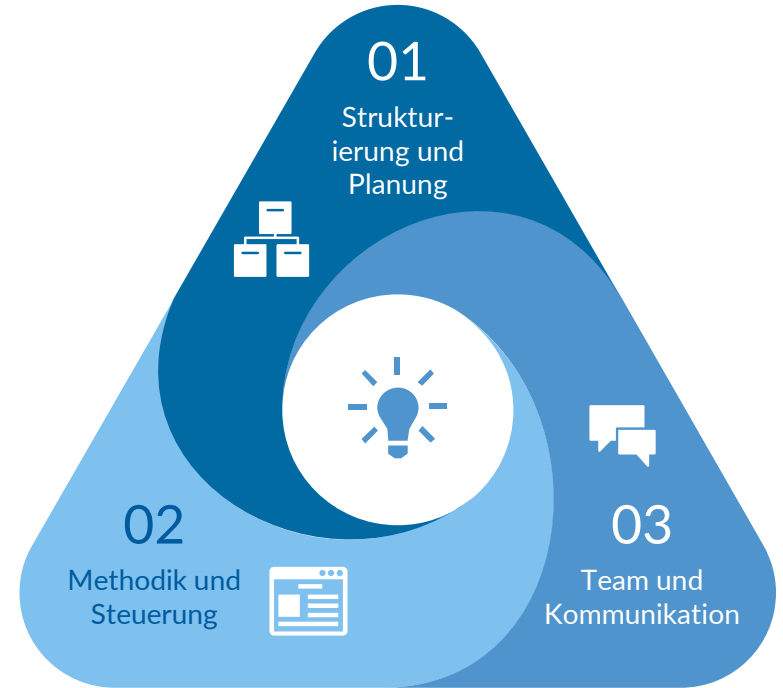 01
Struktur-
ierung und
Planung
02
Methodik und
Steuerung
03
Team und
Kommunikation